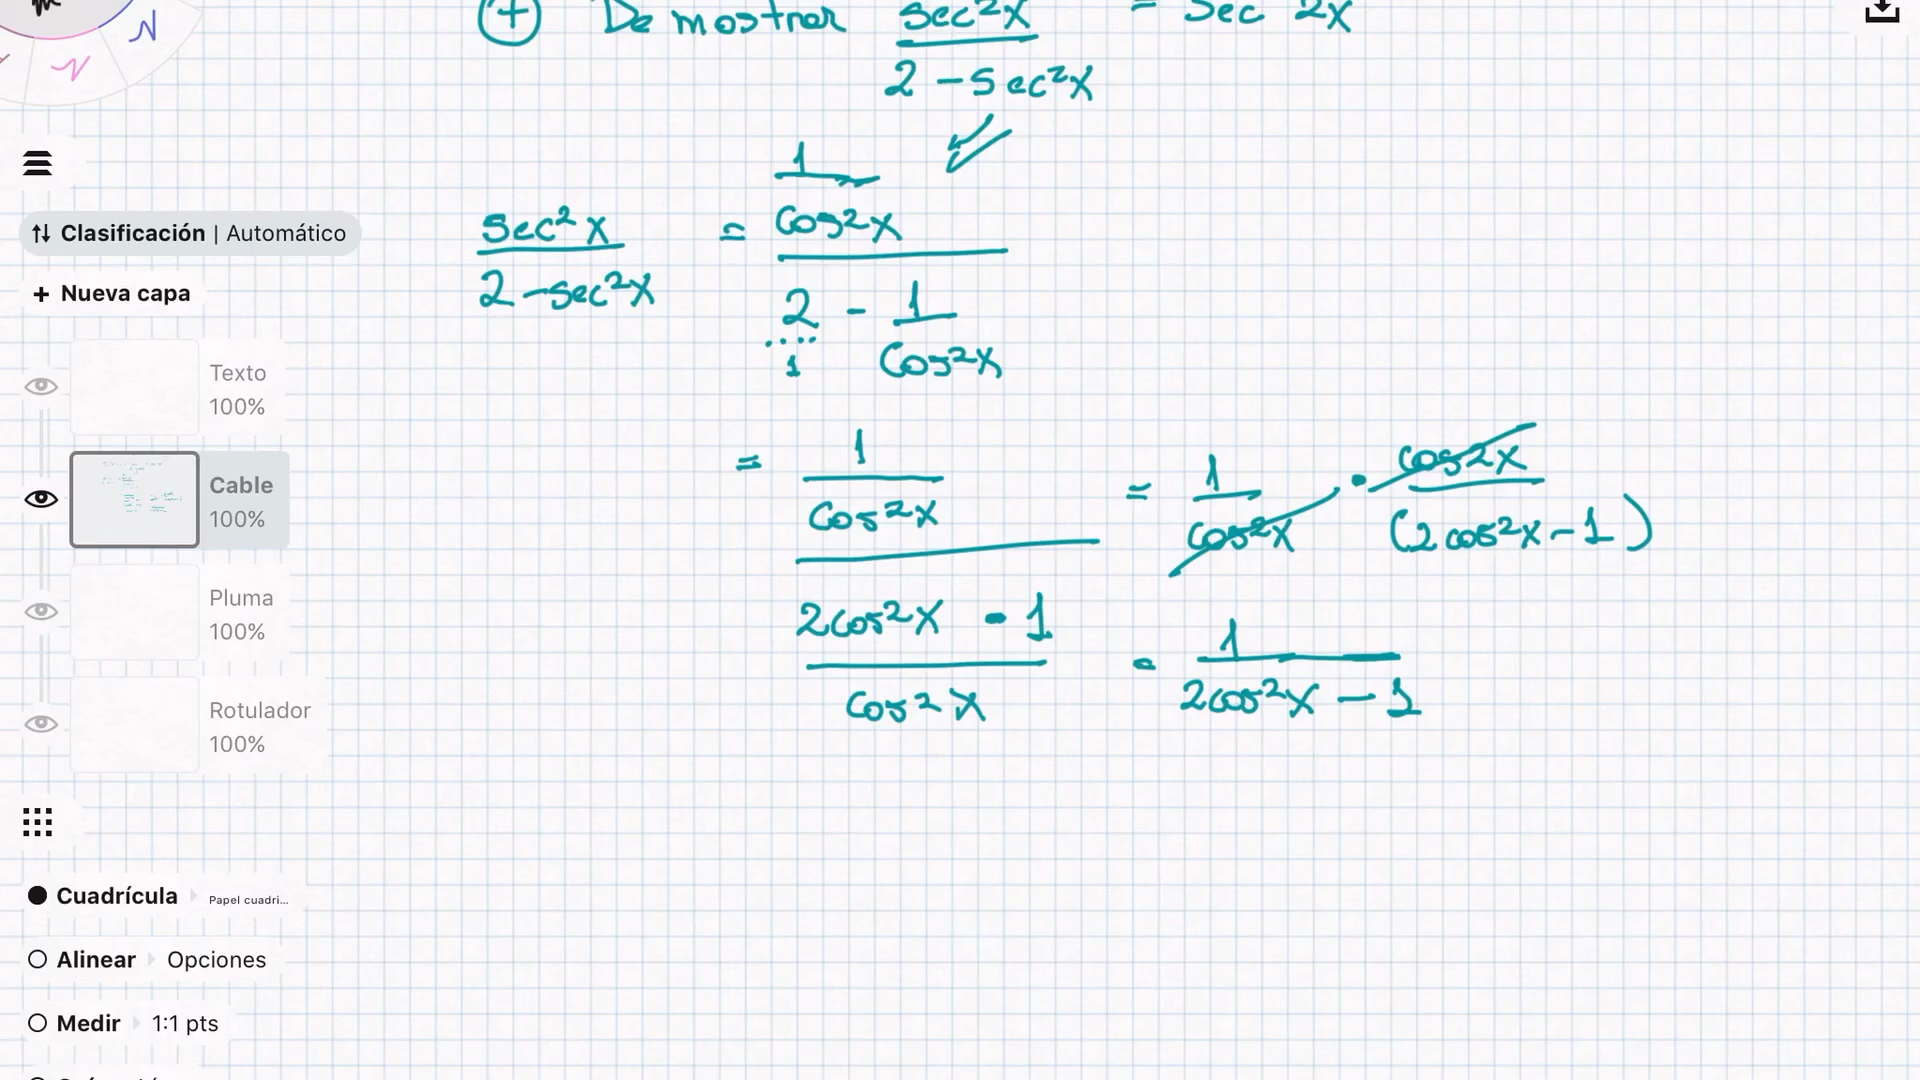 + Demostrar sec²x / 2 - sec²x = Sec 2x
sec²x / 2 - sec²x = 1 / cos²x / 2 / 1 - 1 / cos²x
= 1 / cos²x / 2cos²x - 1 / cos²x = 1 / cos²x • cos²x / (2cos²x - 1)
= 1 / 2cos²x - 1
Clasificación | Automático
+ Nueva capa
Texto
100%
Cable
100%
Pluma
100%
Rotulador
100%
Cuadrícula Papel cuadri...
Alinear Opciones
Medir 1:1 pts